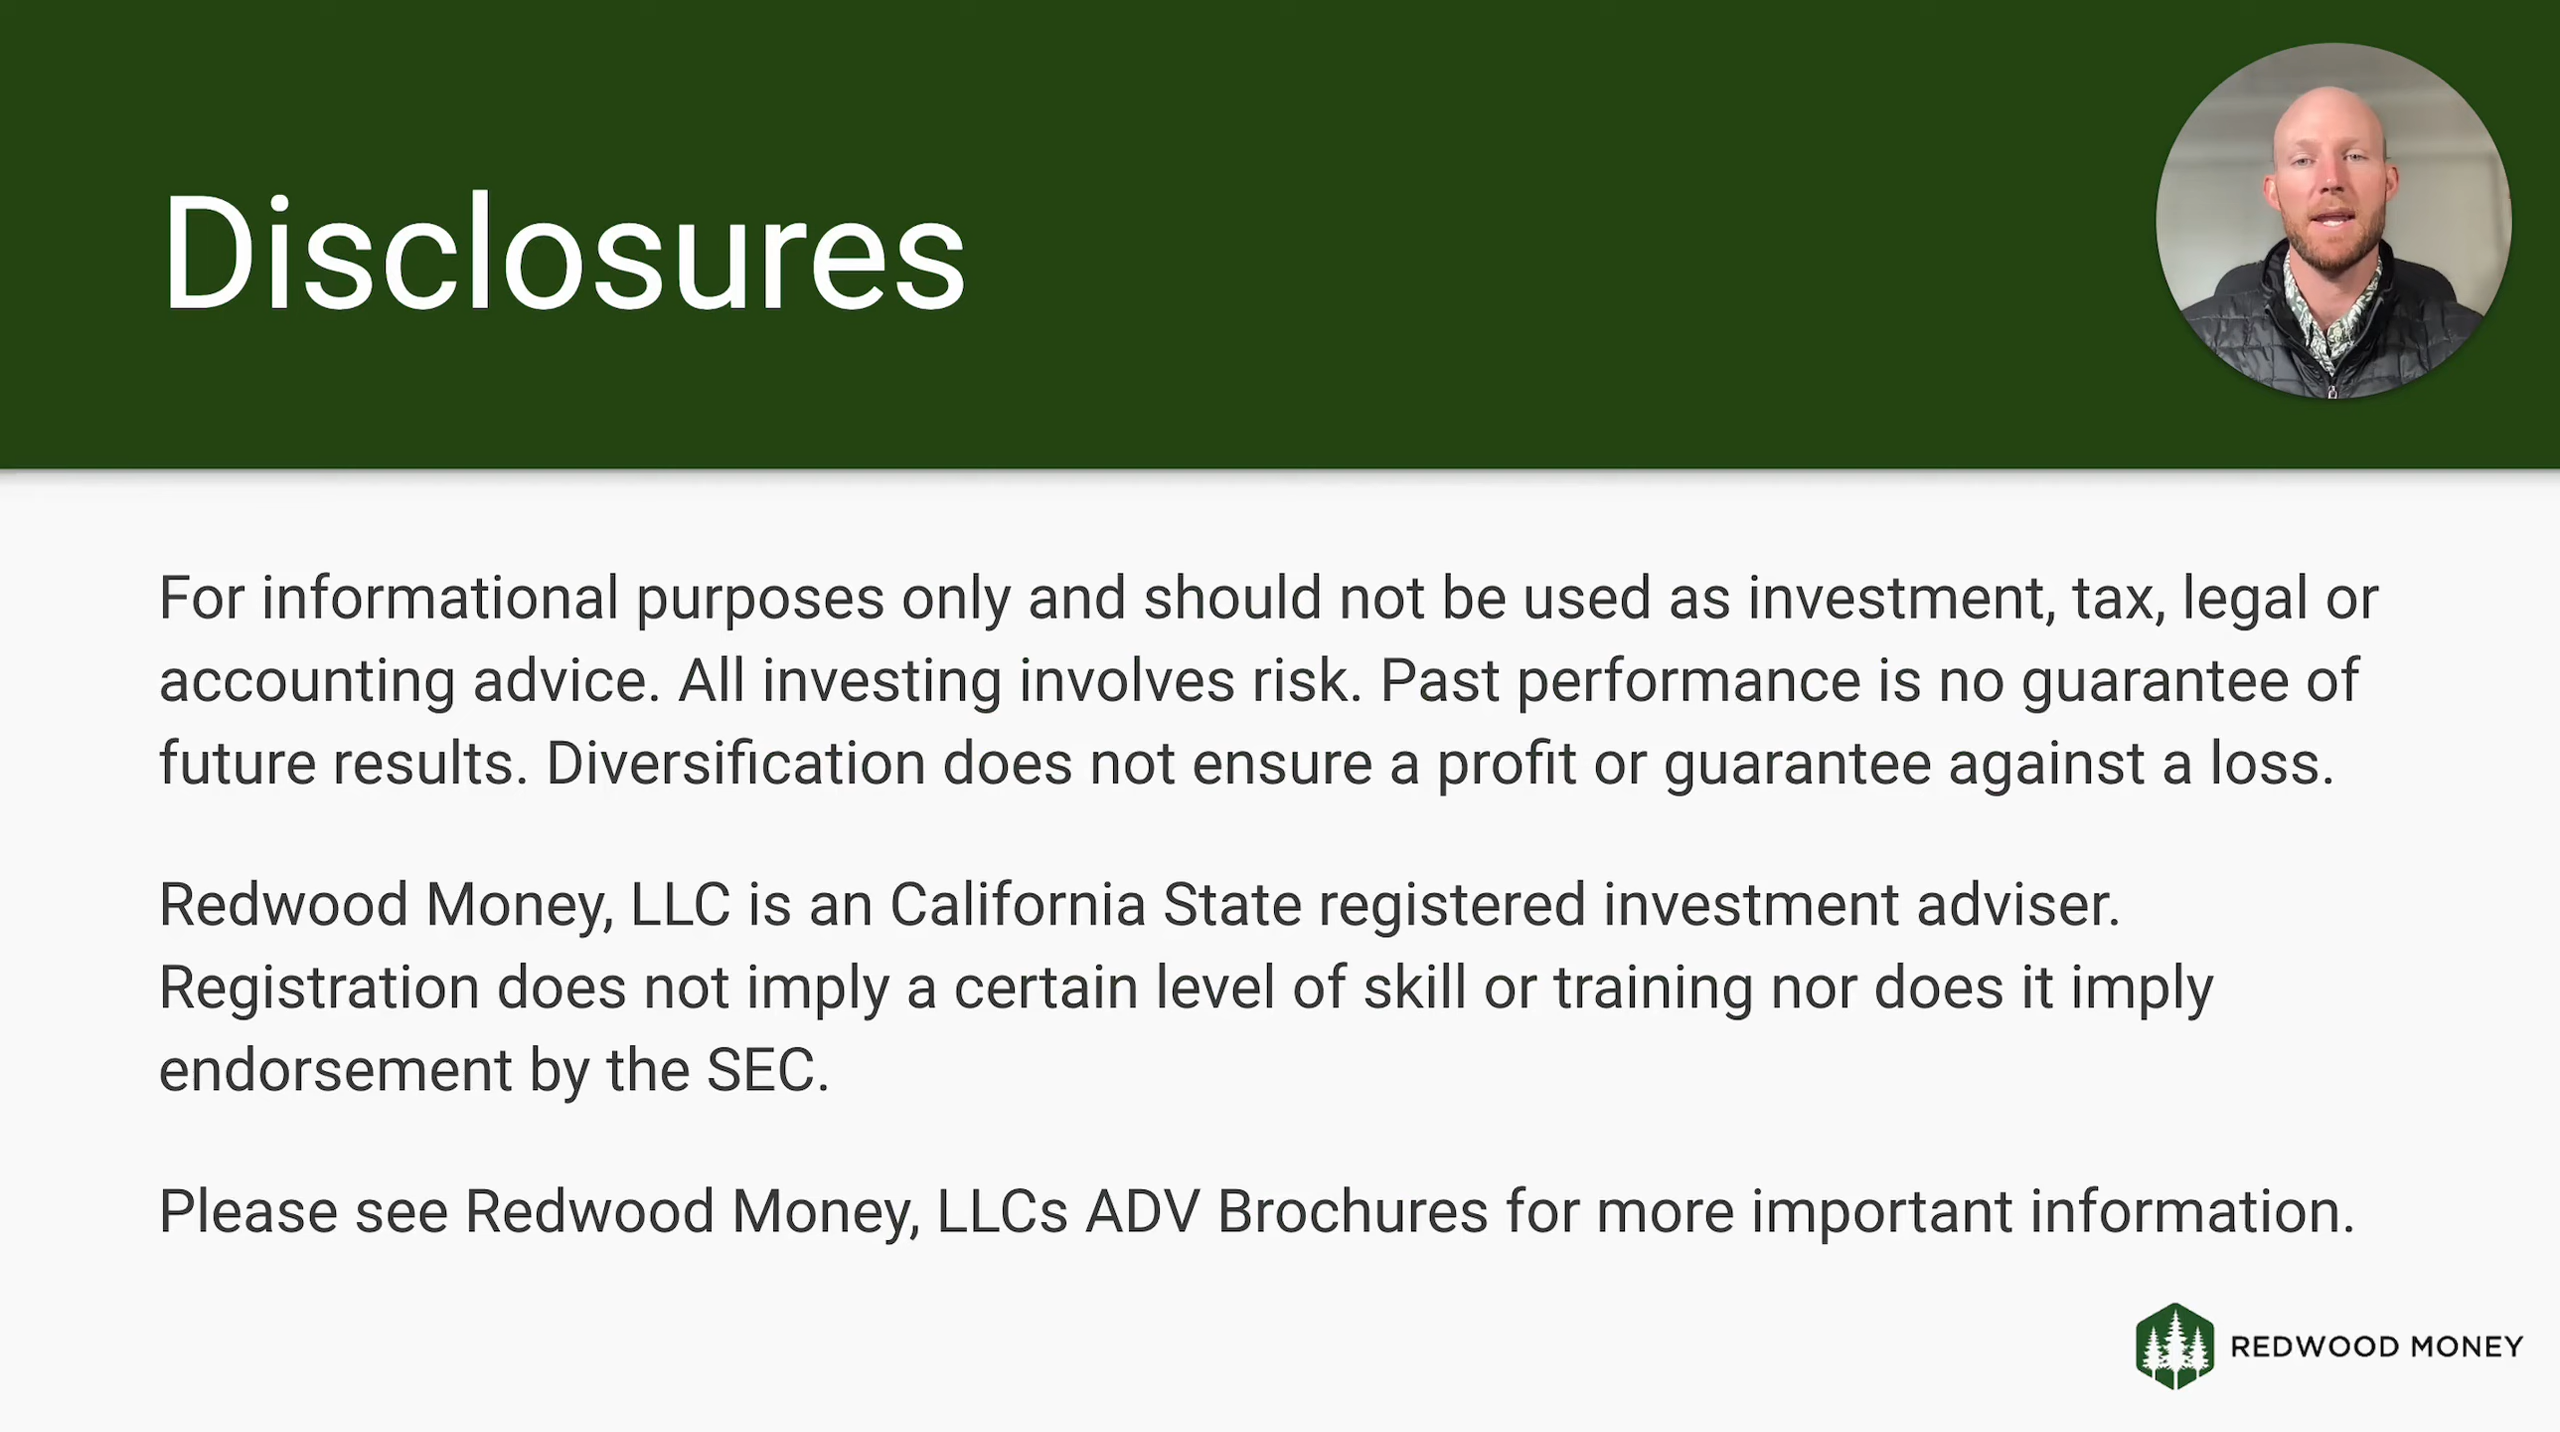 Disclosures
For informational purposes only and should not be used as investment, tax, legal or
accounting advice. All investing involves risk. Past performance is no guarantee of
future results. Diversification does not ensure a profit or guarantee against a loss.
Redwood Money, LLC is an California State registered investment adviser.
Registration does not imply a certain level of skill or training nor does it imply
endorsement by the SEC.
Please see Redwood Money, LLCs ADV Brochures for more important information.
REDWOOD MONEY